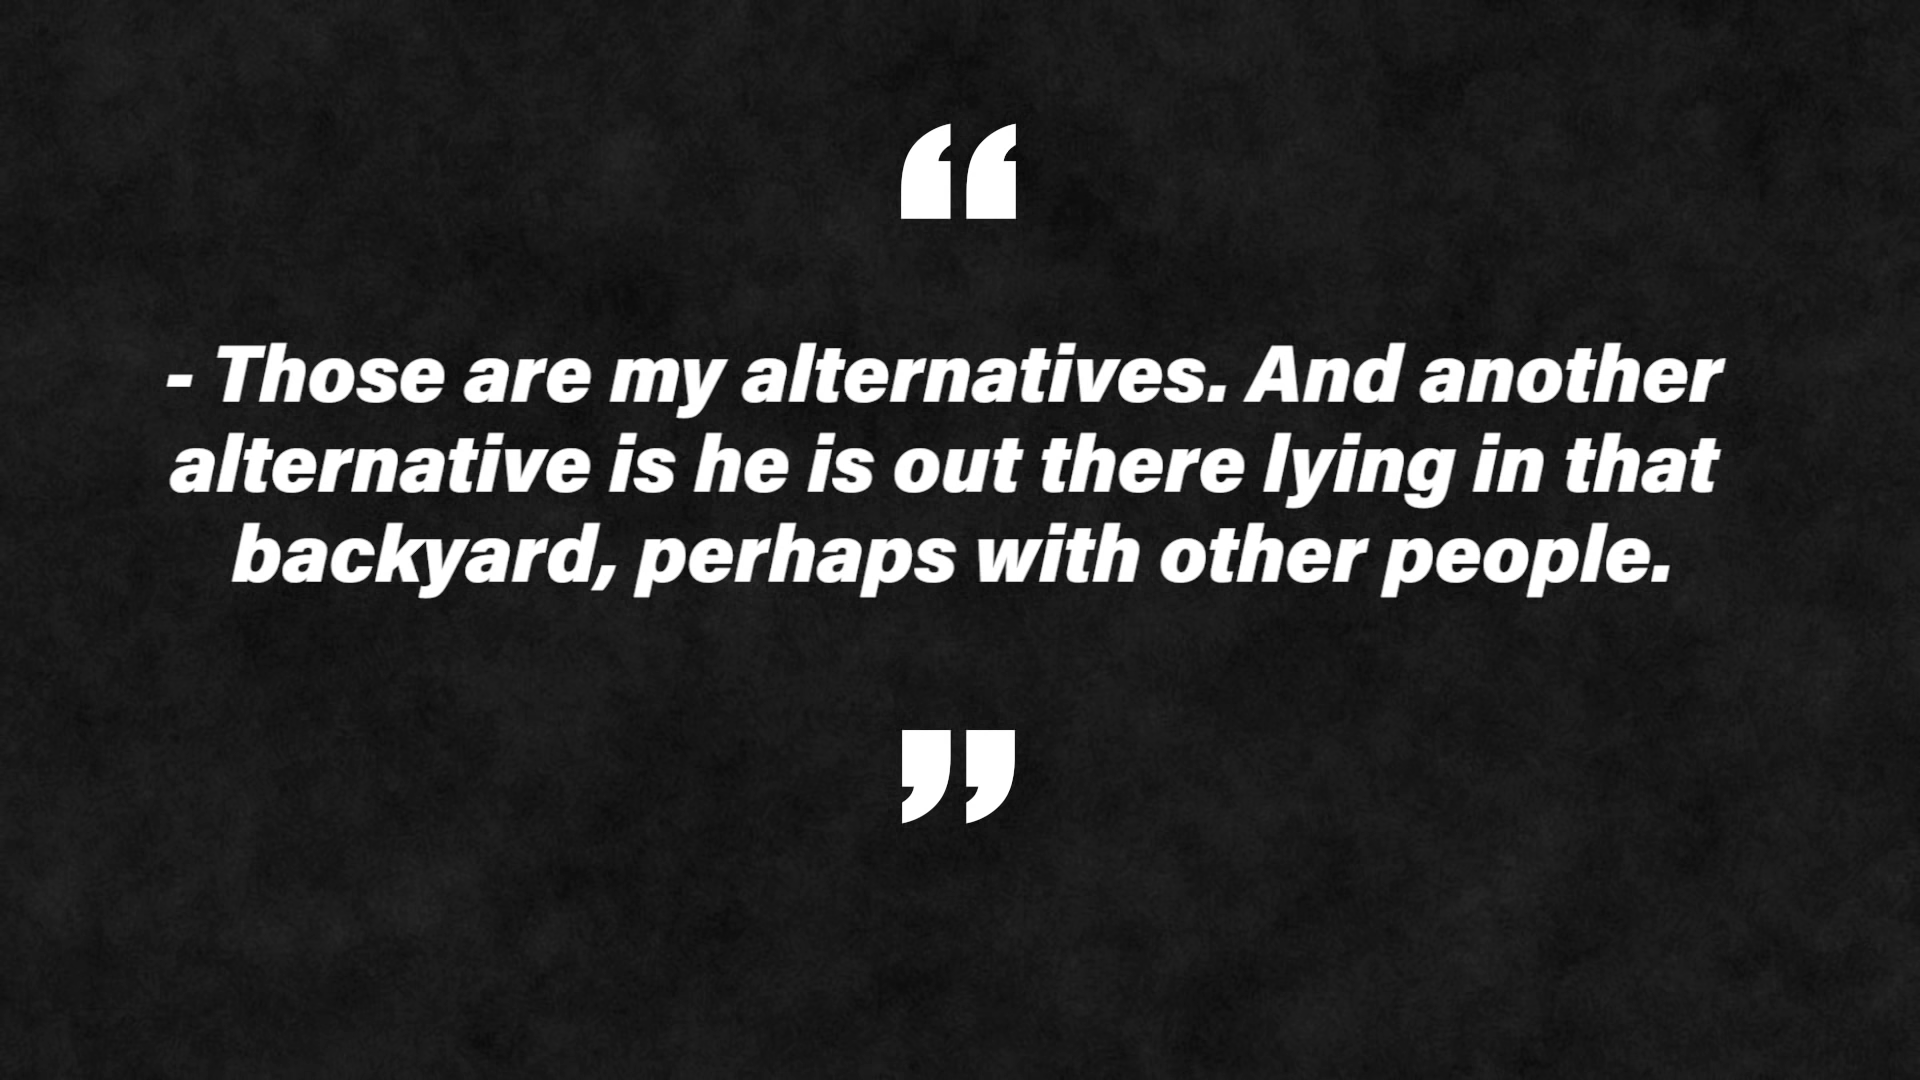 “
- Those are my alternatives. And another
alternative is he is out there lying in that
backyard, perhaps with other people.
”